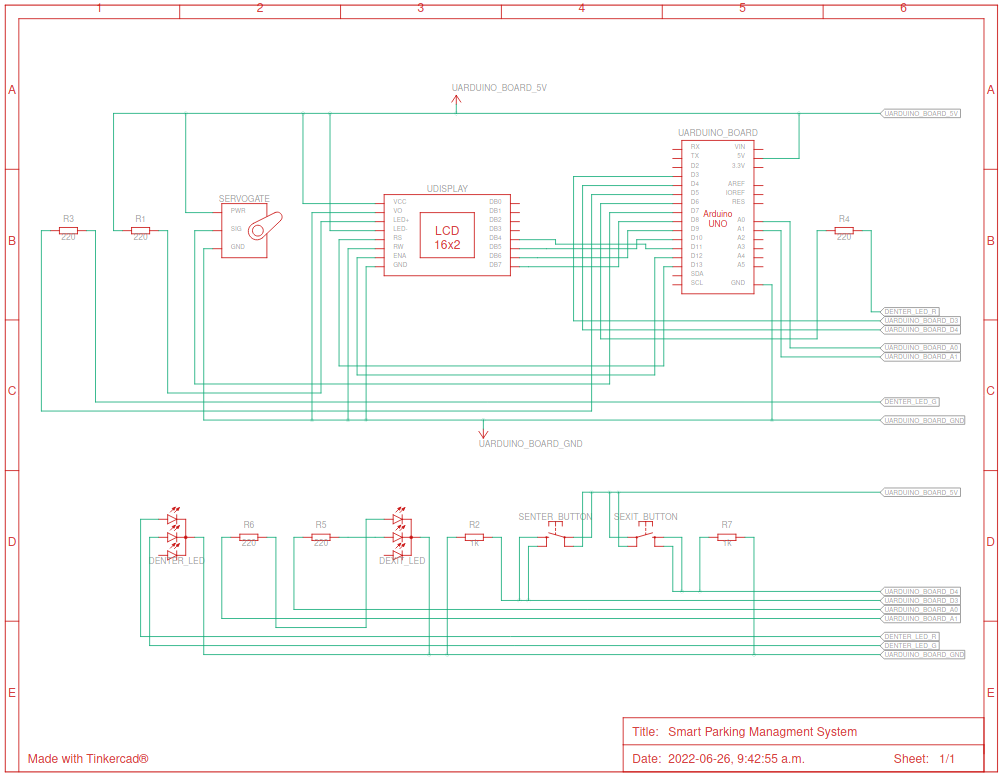 1 2 3 4 5 6
A A
UARDUINO_BOARD_5V
UARDUINO_BOARD_5V
UARDUINO_BOARD
RX VIN
TX 5V
D2 3.3V
D3
D4 AREF
D5 IOREF
D6 RES
D7
D8 A0
D9 A1
D10 A2
D11 A3
D12 A4
D13 A5
SDA
SCL GND
Arduino
UNO
UDISPLAY
VCC DB0
VO DB1
LED+ DB2
LED- DB3
RS DB4
RW DB5
ENA DB6
GND DB7
LCD
16x2
SERVOGATE
PWR
SIG
GND
B B
R3
220
R1
220
R4
220
DENTER_LED_R
UARDUINO_BOARD_D3
UARDUINO_BOARD_D4
UARDUINO_BOARD_A0
UARDUINO_BOARD_A1
C C
DENTER_LED_G
UARDUINO_BOARD_GND
UARDUINO_BOARD_GND
UARDUINO_BOARD_5V
D D
DENTER_LED
R6
220
R5
220
DEXIT_LED
R2
1k
SENTER_BUTTON
SEXIT_BUTTON
R7
1k
UARDUINO_BOARD_D4
UARDUINO_BOARD_D3
UARDUINO_BOARD_A0
UARDUINO_BOARD_A1
DENTER_LED_R
DENTER_LED_G
UARDUINO_BOARD_GND
E E
Title: Smart Parking Managment System
Made with Tinkercad®
Date: 2022-06-26, 9:42:55 a.m. Sheet: 1/1